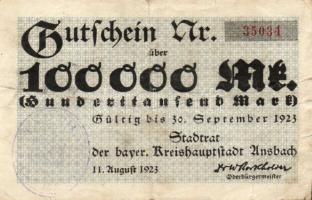 Gutschein Nr. 35034
über
100000 Mk.
(Hunderttausend Mark)
Gültig bis 30. September 1923
Stadtrat
der bayer. Kreishauptstadt Ansbach
11. August 1923
Oberbürgermeister